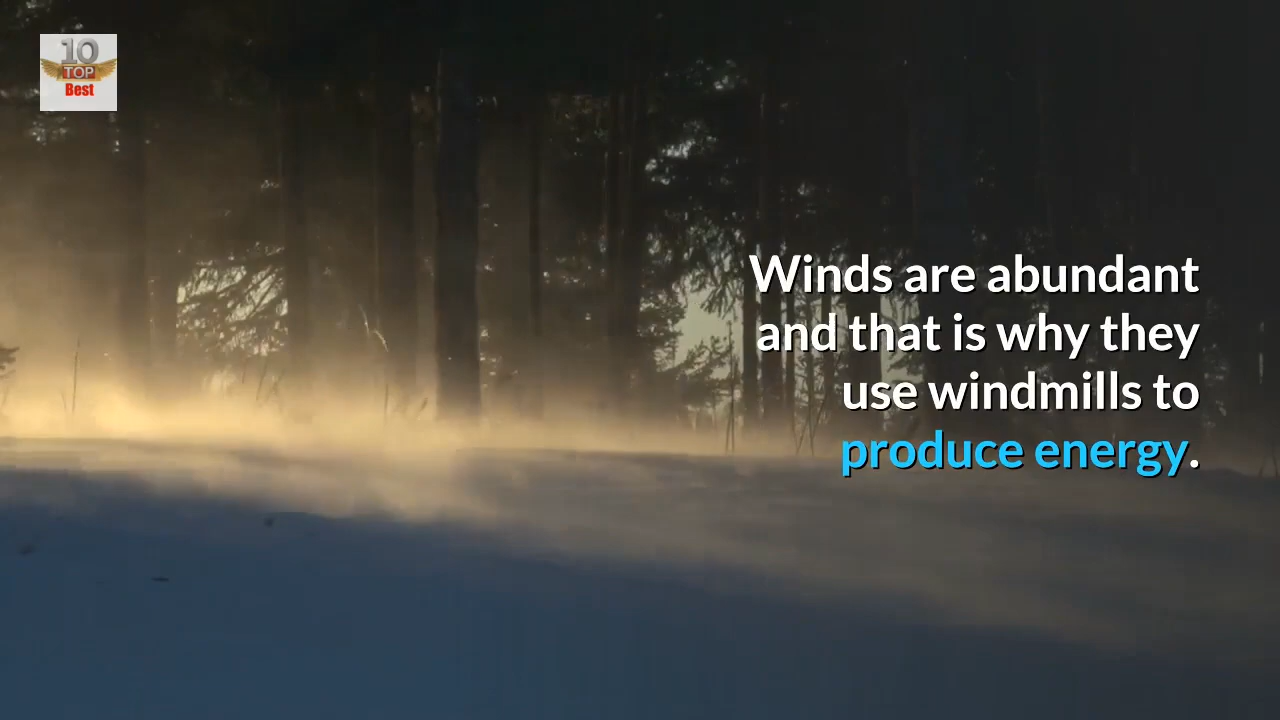 10
TOP
Best
Winds are abundant
and that is why they
use windmills to
produce energy.